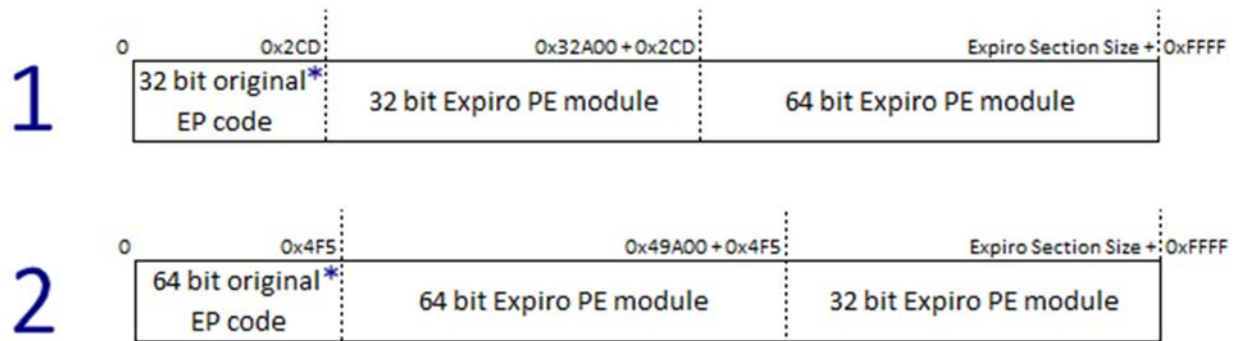 0 0x2CD 0x32A00 + 0x2CD Expiro Section Size + 0xFFFF
1
32 bit original*
EP code
32 bit Expiro PE module
64 bit Expiro PE module
0 0x4F5 0x49A00 + 0x4F5 Expiro Section Size + 0xFFFF
2
64 bit original*
EP code
64 bit Expiro PE module
32 bit Expiro PE module